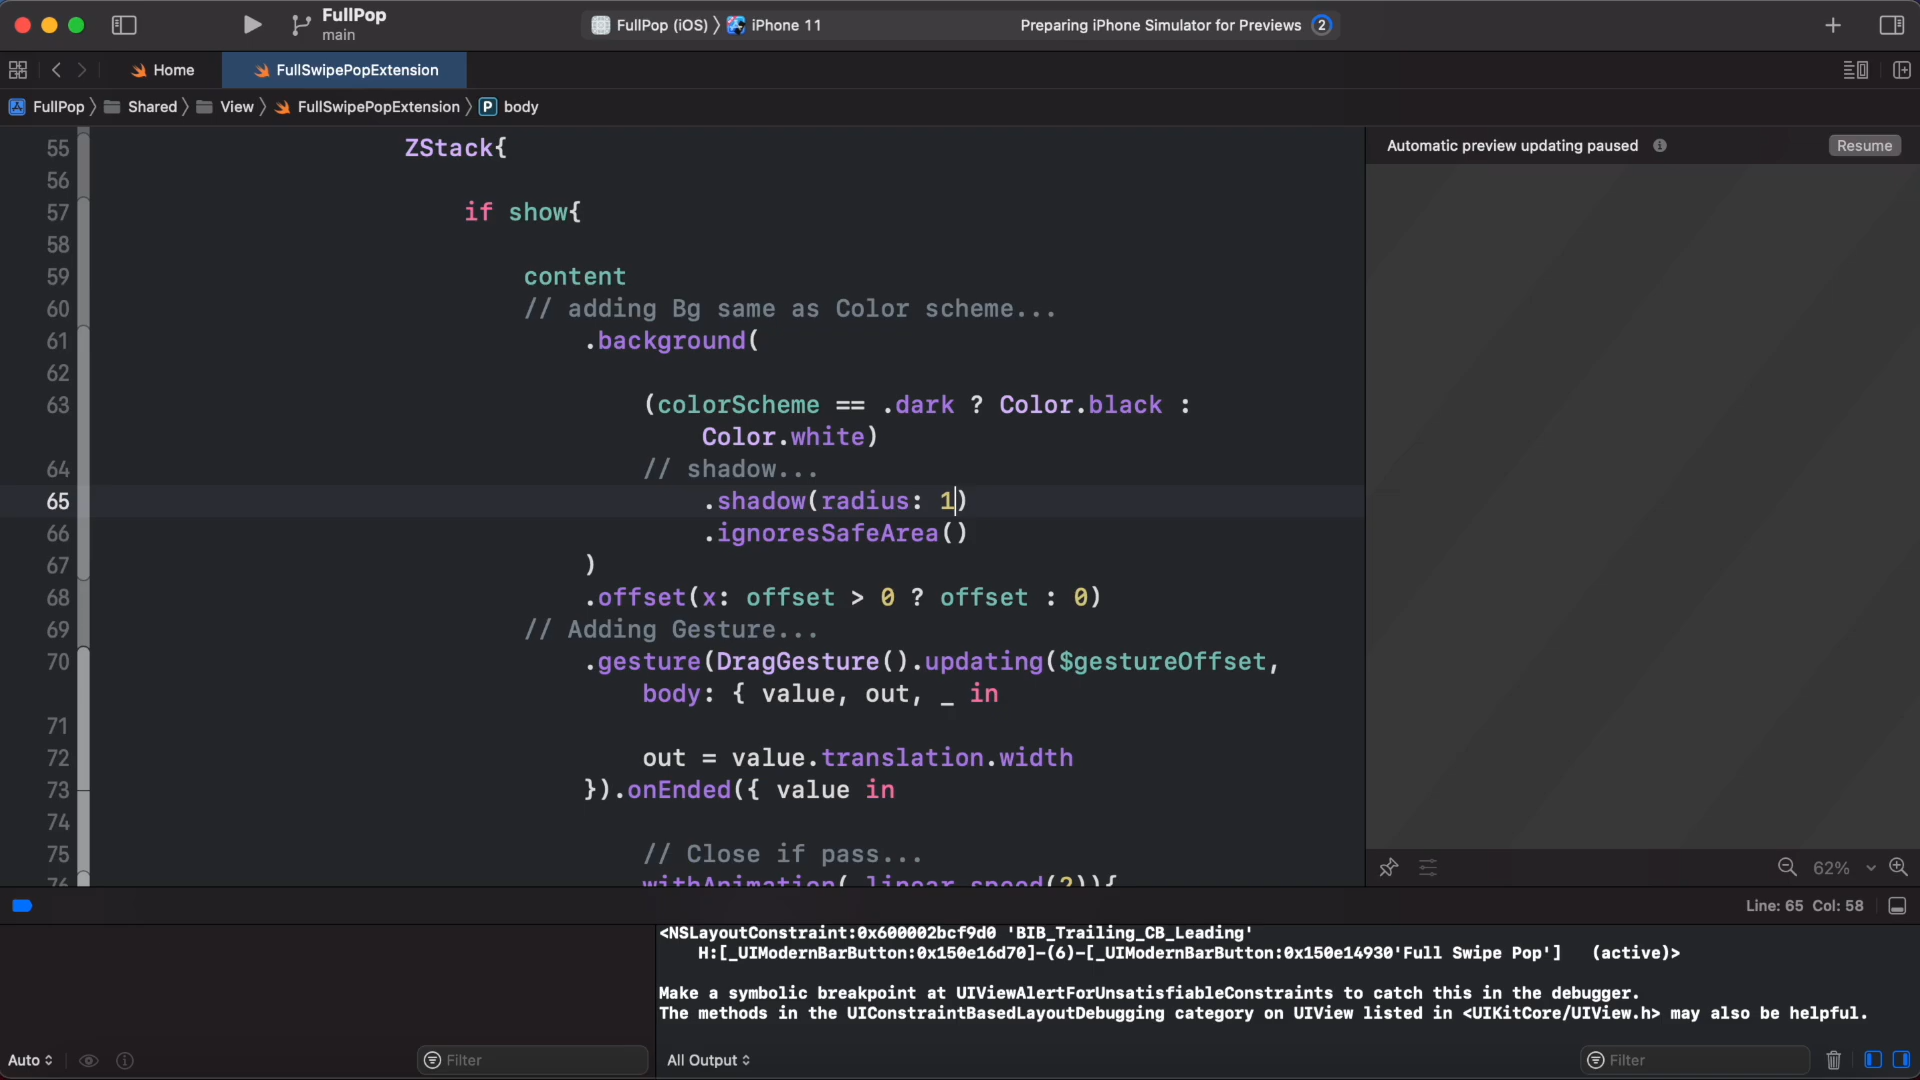 FullPop
main
FullPop (iOS) 〉 iPhone 11
Preparing iPhone Simulator for Previews 2
Home
FullSwipePopExtension
FullPop 〉 Shared 〉 View 〉 FullSwipePopExtension 〉 P body
55 ZStack{
56
57 if show{
58
59 content
60 // adding Bg same as Color scheme...
61 .background(
62
63 (colorScheme == .dark ? Color.black :
Color.white)
64 // shadow...
65 .shadow(radius: 1)
66 .ignoresSafeArea()
67 )
68 .offset(x: offset > 0 ? offset : 0)
69 // Adding Gesture...
70 .gesture(DragGesture().updating($gestureOffset,
body: { value, out, _ in
71
72 out = value.translation.width
73 }).onEnded({ value in
74
75 // Close if pass...
76 withAnimation(.linear.speed(2)){
Automatic preview updating paused
Resume
62%
Line: 65 Col: 58
<NSLayoutConstraint:0x600002bcf9d0 'BIB_Trailing_CB_Leading'
H:[_UIModernBarButton:0x150e16d70]-(6)-[_UIModernBarButton:0x150e14930'Full Swipe Pop'] (active)>
Make a symbolic breakpoint at UIViewAlertForUnsatisfiableConstraints to catch this in the debugger.
The methods in the UIConstraintBasedLayoutDebugging category on UIView listed in <UIKitCore/UIView.h> may also be helpful.
Auto
Filter
All Output
Filter